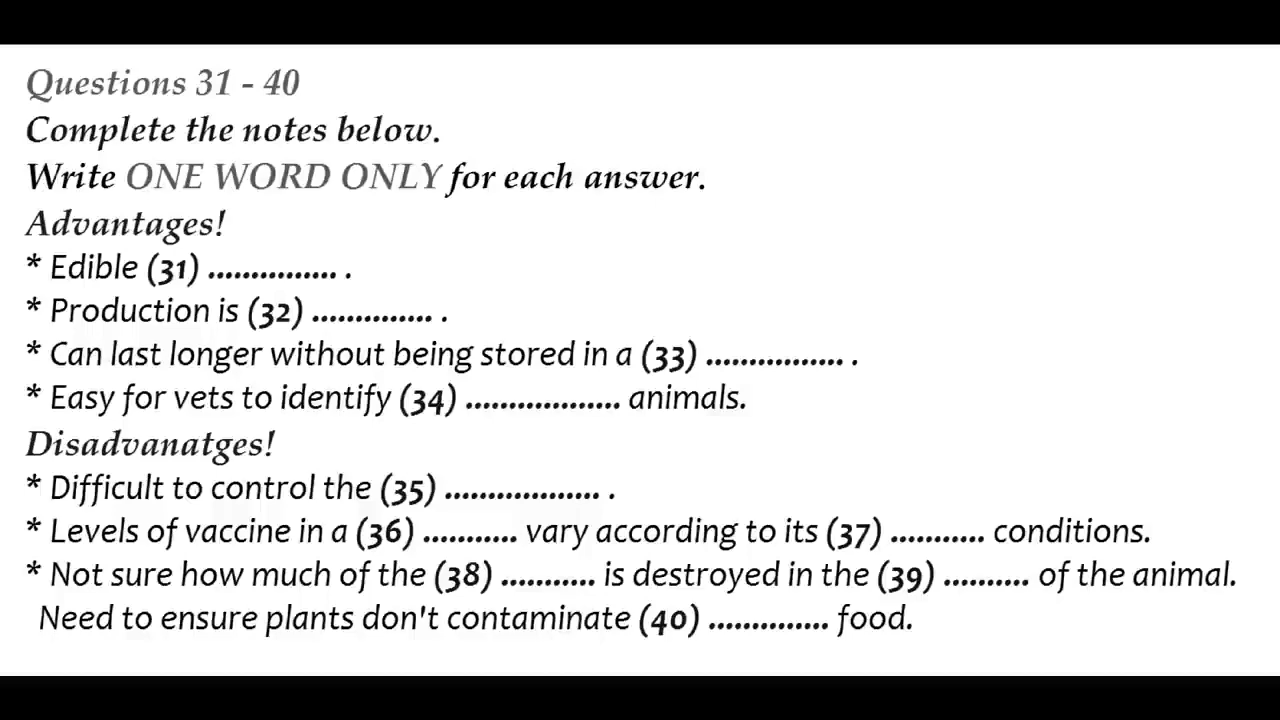 Questions 31 - 40
Complete the notes below.
Write ONE WORD ONLY for each answer.
Advantages!
* Edible (31) ............... .
* Production is (32) .............. .
* Can last longer without being stored in a (33) ................ .
* Easy for vets to identify (34) .................. animals.
Disadvanatges!
* Difficult to control the (35) .................. .
* Levels of vaccine in a (36) ........... vary according to its (37) ........... conditions.
* Not sure how much of the (38) ........... is destroyed in the (39) .......... of the animal.
Need to ensure plants don't contaminate (40) .............. food.